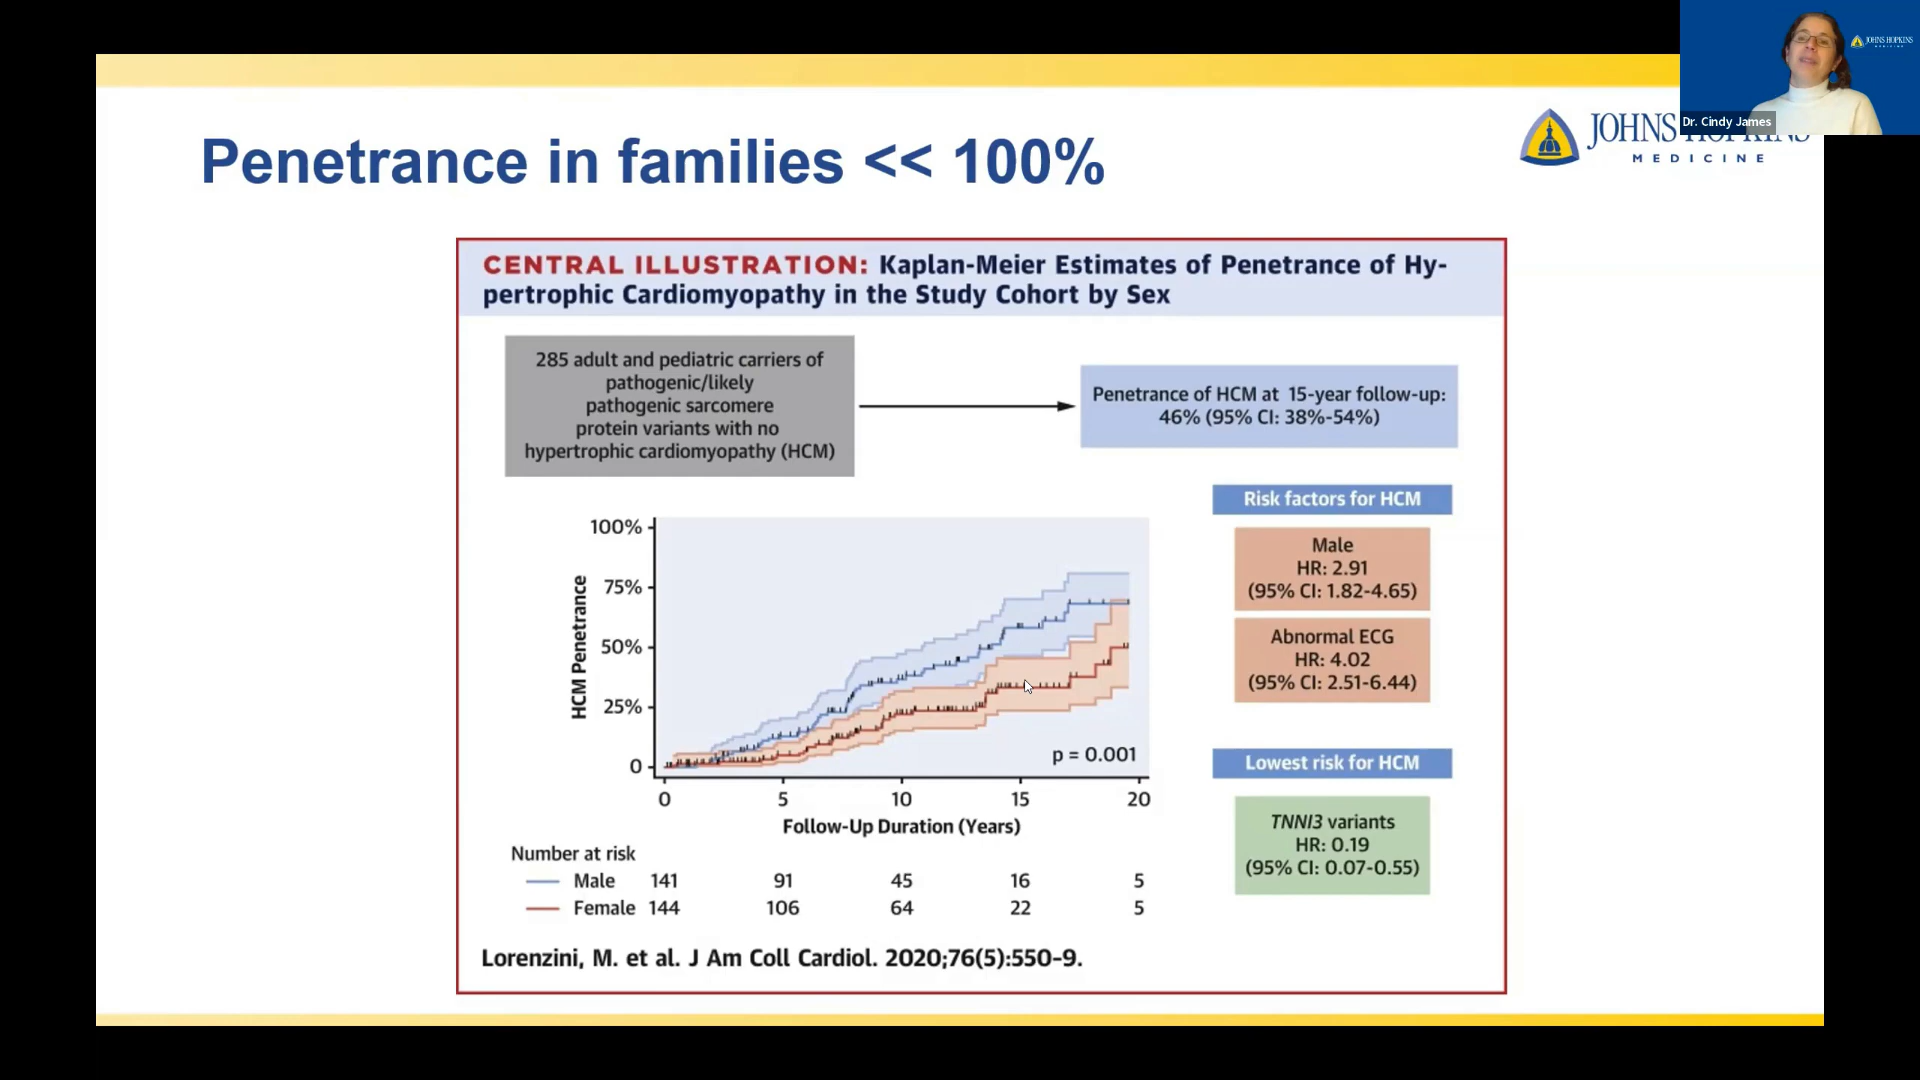 JOHNS HOPKINS
MEDICINE
Dr. Cindy James
Penetrance in families << 100%
JOHNS HOPKINS
MEDICINE
CENTRAL ILLUSTRATION: Kaplan-Meier Estimates of Penetrance of Hy-
pertrophic Cardiomyopathy in the Study Cohort by Sex
285 adult and pediatric carriers of
pathogenic/likely
pathogenic sarcomere
protein variants with no
hypertrophic cardiomyopathy (HCM)
Penetrance of HCM at 15-year follow-up:
46% (95% CI: 38%-54%)
Risk factors for HCM
Male
HR: 2.91
(95% CI: 1.82-4.65)
Abnormal ECG
HR: 4.02
(95% CI: 2.51-6.44)
Lowest risk for HCM
TNNI3 variants
HR: 0.19
(95% CI: 0.07-0.55)
HCM Penetrance
100%
75%
50%
25%
0
p = 0.001
0 5 10 15 20
Follow-Up Duration (Years)
Number at risk
Male 141 91 45 16 5
Female 144 106 64 22 5
Lorenzini, M. et al. J Am Coll Cardiol. 2020;76(5):550-9.